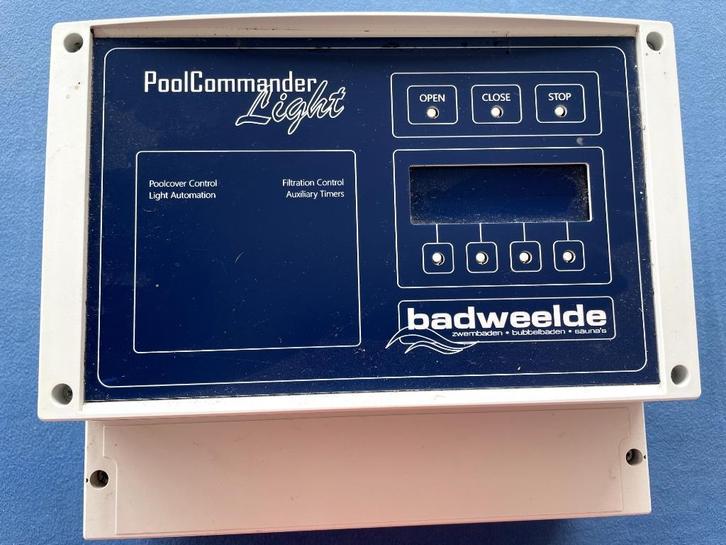 PoolCommander
Light
OPEN
CLOSE
STOP
Poolcover Control
Light Automation
Filtration Control
Auxiliary Timers
badweelde
zwembaden • bubbelbaden • sauna's